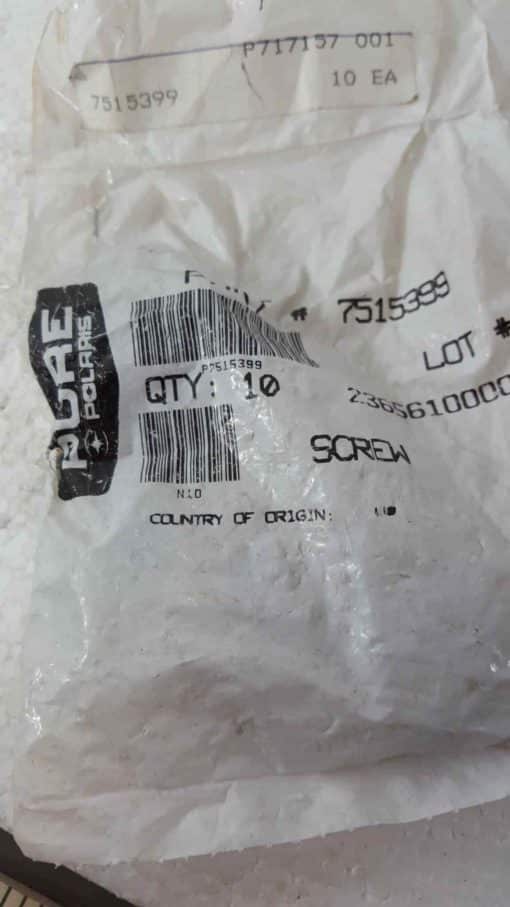 P717157 001
7515399 10 EA
# 7515399
P7515399
LOT #
QTY: 10
SCREW
N10
COUNTRY OF ORIGIN:
PURE
POLARIS